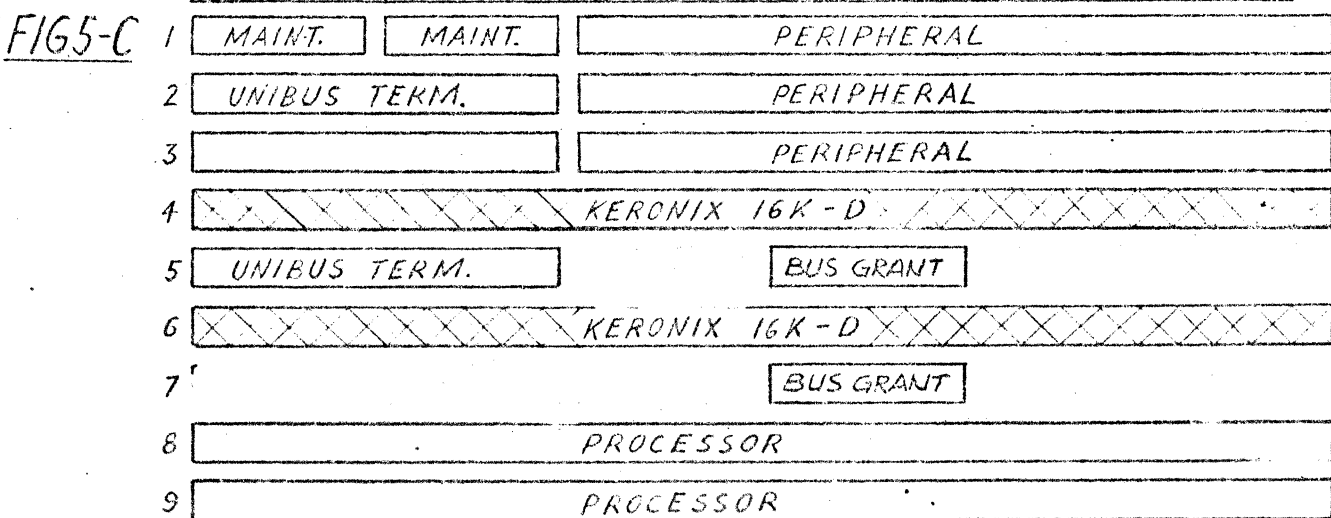 FIG5-C 1 MAINT. MAINT. PERIPHERAL
2 UNIBUS TERM. PERIPHERAL
3 PERIPHERAL
4 KERONIX 16K-D
5 UNIBUS TERM. BUS GRANT
6 KERONIX 16K-D
7 BUS GRANT
8 PROCESSOR
9 PROCESSOR